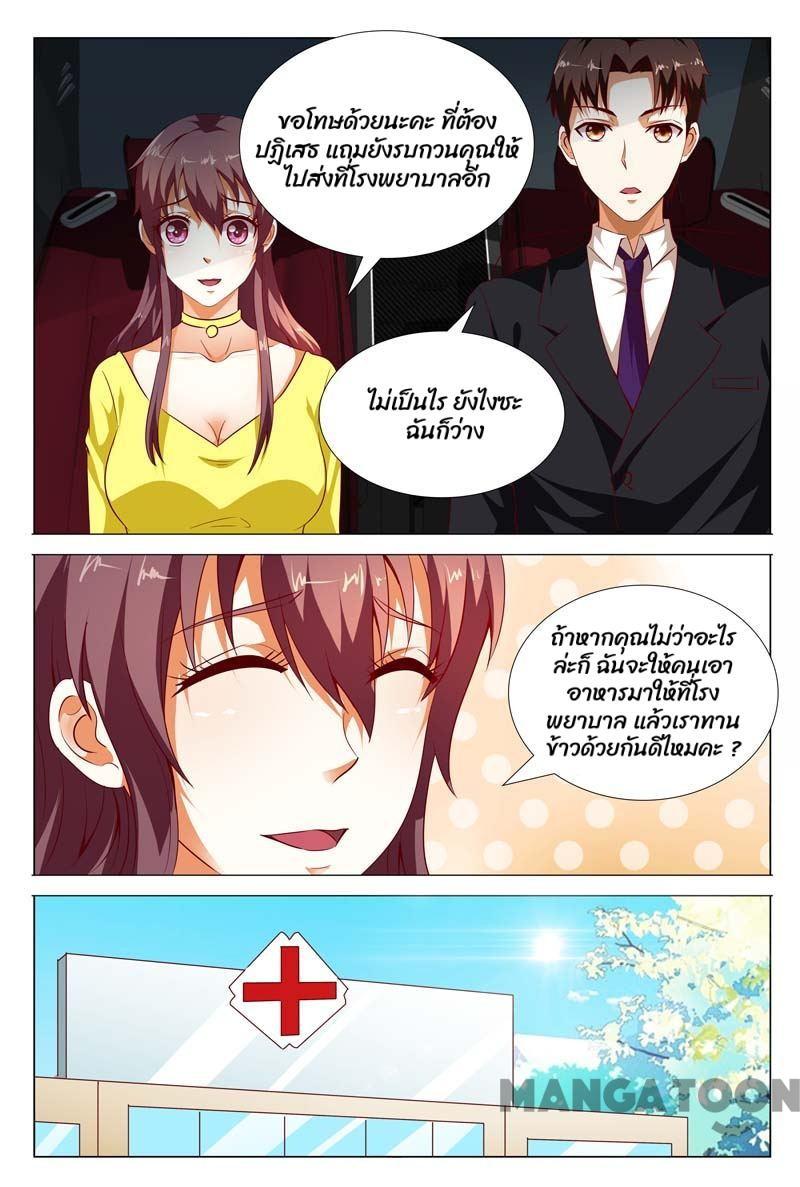 ขอโทษด้วยนะคะ ที่ต้อง
ปฏิเสธ แถมยังรบกวนคุณให้
ไปส่งที่โรงพยาบาลอีก
ไม่เป็นไร ยังไงซะ
ฉันก็ว่าง
ถ้าหากคุณไม่ว่าอะไร
ล่ะก็ ฉันจะให้คนเอา
อาหารมาให้ที่โรง
พยาบาล แล้วเราทาน
ข้าวด้วยกันดีไหมคะ ?
MANGATOON